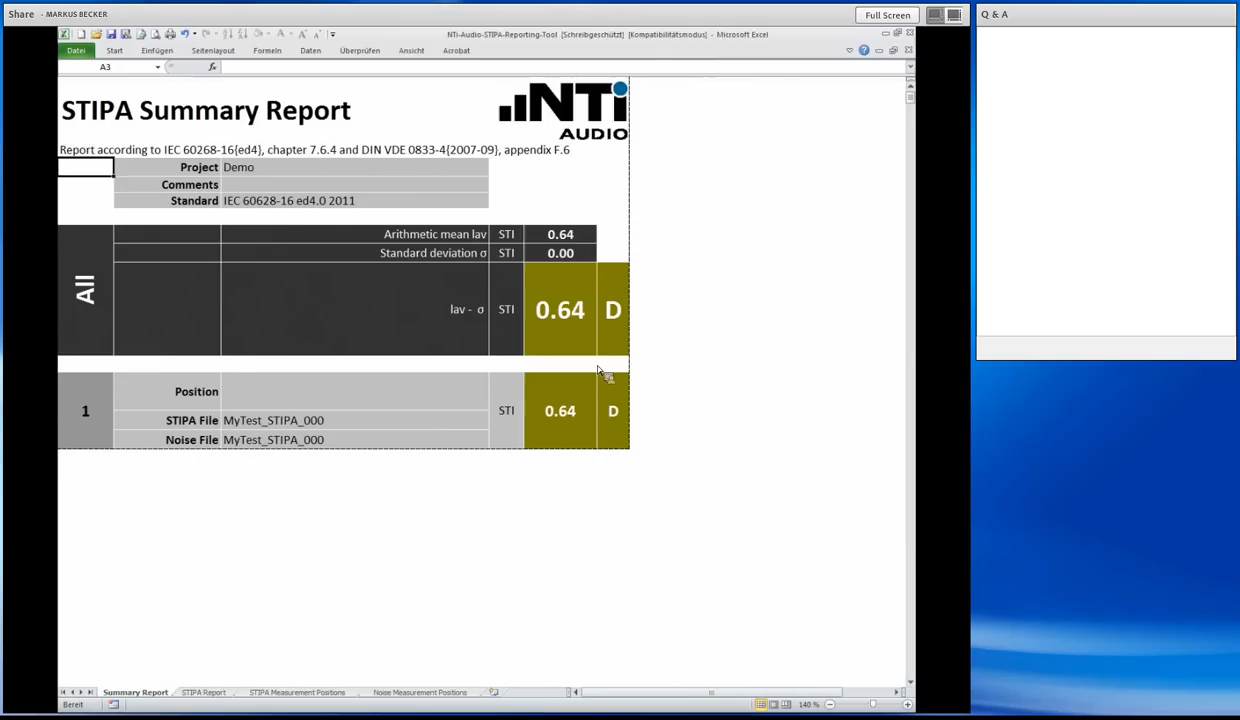 Share - MARKUS BECKER
Full Screen
Q & A
NTi-Audio-STIPA-Reporting-Tool [Schreibgeschützt] [Kompatibilitätsmodus] - Microsoft Excel
Datei Start Einfügen Seitenlayout Formeln Daten Überprüfen Ansicht Acrobat
A3 fx
STIPA Summary Report
NTi AUDIO
Report according to IEC 60268-16{ed4}, chapter 7.6.4 and DIN VDE 0833-4{2007-09}, appendix F.6
Project Demo
Comments
Standard IEC 60628-16 ed4.0 2011
All
Arithmetic mean Iav STI 0.64
Standard deviation σ STI 0.00
Iav - σ STI 0.64 D
Position
1 STI 0.64 D
STIPA File MyTest_STIPA_000
Noise File MyTest_STIPA_000
Summary Report STIPA Report STIPA Measurement Positions Noise Measurement Positions
Bereit 140 %